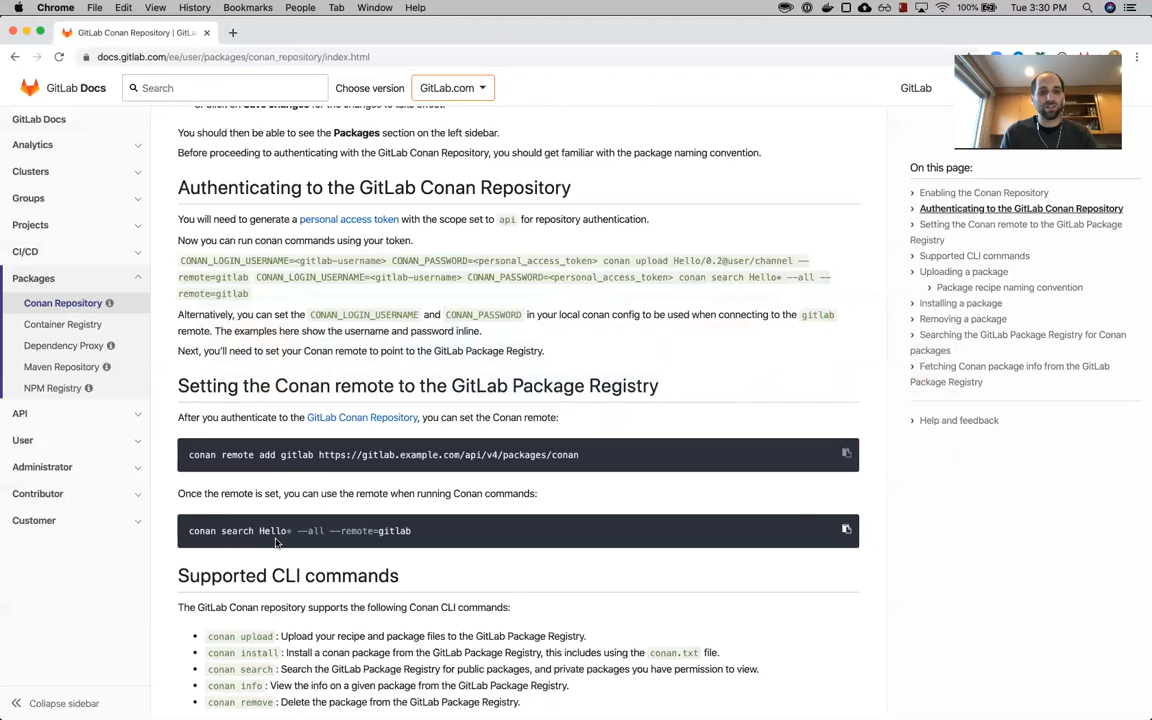 Chrome File Edit View History Bookmarks People Tab Window Help 100% Tue 3:30 PM
GitLab Conan Repository | GitLa
docs.gitlab.com/ee/user/packages/conan_repository/index.html
GitLab Docs Search Choose version GitLab.com GitLab
GitLab Docs
Analytics
Clusters
Groups
Projects
CI/CD
Packages
Conan Repository
Container Registry
Dependency Proxy
Maven Repository
NPM Registry
API
User
Administrator
Contributor
Customer
Collapse sidebar
Click on Save changes for the changes to take effect.
You should then be able to see the Packages section on the left sidebar.
Before proceeding to authenticating with the GitLab Conan Repository, you should get familiar with the package naming convention.
Authenticating to the GitLab Conan Repository
You will need to generate a personal access token with the scope set to api for repository authentication.
Now you can run conan commands using your token.
CONAN_LOGIN_USERNAME=<gitlab-username> CONAN_PASSWORD=<personal_access_token> conan upload Hello/0.2@user/channel --
remote=gitlab CONAN_LOGIN_USERNAME=<gitlab-username> CONAN_PASSWORD=<personal_access_token> conan search Hello* --all --
remote=gitlab
Alternatively, you can set the CONAN_LOGIN_USERNAME and CONAN_PASSWORD in your local conan config to be used when connecting to the gitlab
remote. The examples here show the username and password inline.
Next, you'll need to set your Conan remote to point to the GitLab Package Registry.
Setting the Conan remote to the GitLab Package Registry
After you authenticate to the GitLab Conan Repository, you can set the Conan remote:
conan remote add gitlab https://gitlab.example.com/api/v4/packages/conan
Once the remote is set, you can use the remote when running Conan commands:
conan search Hello* --all --remote=gitlab
Supported CLI commands
The GitLab Conan repository supports the following Conan CLI commands:
• conan upload : Upload your recipe and package files to the GitLab Package Registry.
• conan install : Install a conan package from the GitLab Package Registry, this includes using the conan.txt file.
• conan search : Search the GitLab Package Registry for public packages, and private packages you have permission to view.
• conan info : View the info on a given package from the GitLab Package Registry.
• conan remove : Delete the package from the GitLab Package Registry.
On this page:
Enabling the Conan Repository
Authenticating to the GitLab Conan Repository
Setting the Conan remote to the GitLab Package
Registry
Supported CLI commands
Uploading a package
Package recipe naming convention
Installing a package
Removing a package
Searching the GitLab Package Registry for Conan
packages
Fetching Conan package info from the GitLab
Package Registry
Help and feedback